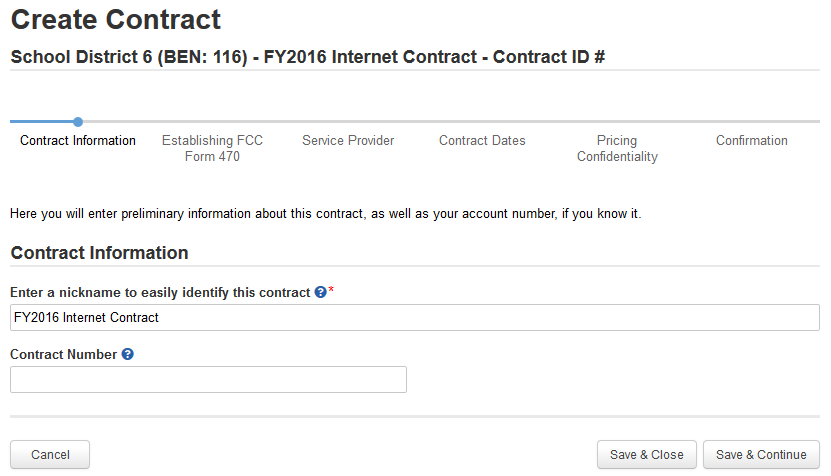 Create Contract
School District 6 (BEN: 116) - FY2016 Internet Contract - Contract ID #
Contract Information
Establishing FCC
Form 470
Service Provider
Contract Dates
Pricing
Confidentiality
Confirmation
Here you will enter preliminary information about this contract, as well as your account number, if you know it.
Contract Information
Enter a nickname to easily identify this contract ?*
FY2016 Internet Contract
Contract Number ?
Cancel
Save & Close
Save & Continue